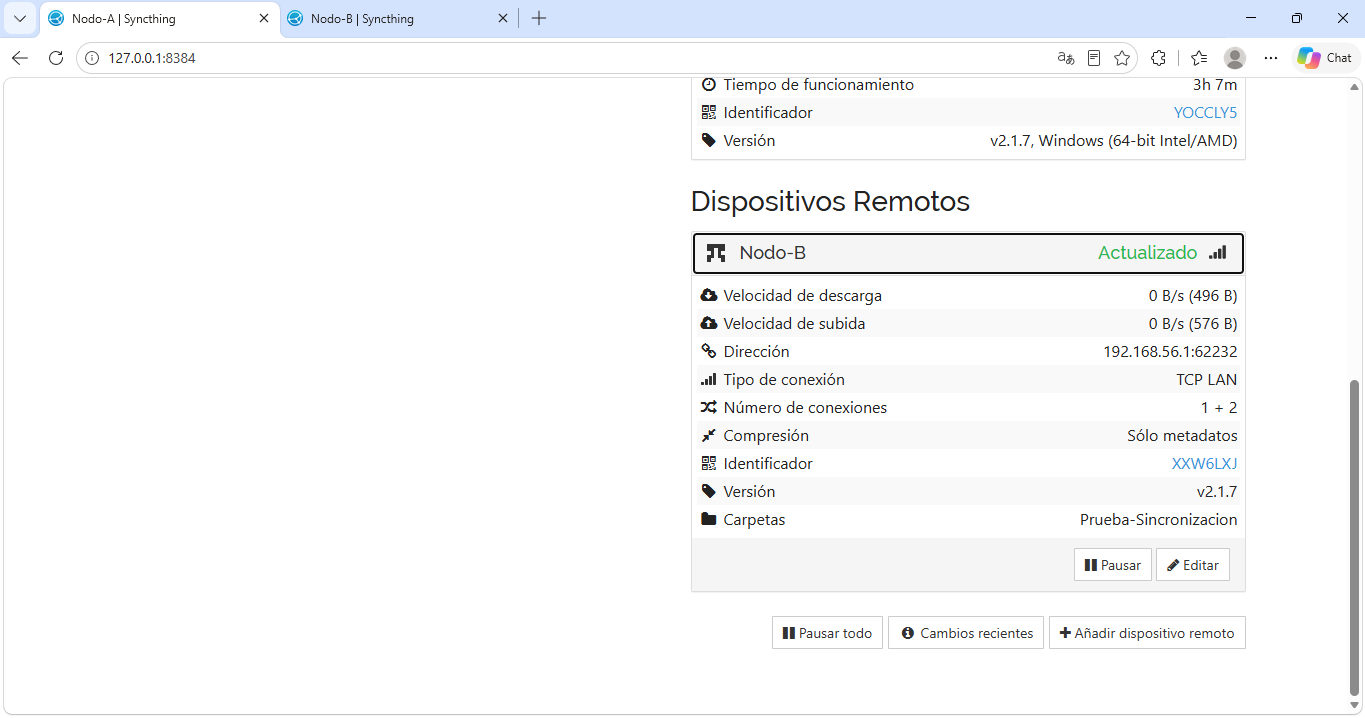 Nodo-A | Syncthing
Nodo-B | Syncthing
127.0.0.1:8384
Chat
Tiempo de funcionamiento 3h 7m
Identificador YOCCLY5
Versión v2.1.7, Windows (64-bit Intel/AMD)
Dispositivos Remotos
Nodo-B Actualizado
Velocidad de descarga 0 B/s (496 B)
Velocidad de subida 0 B/s (576 B)
Dirección 192.168.56.1:62232
Tipo de conexión TCP LAN
Número de conexiones 1 + 2
Compresión Sólo metadatos
Identificador XXW6LXJ
Versión v2.1.7
Carpetas Prueba-Sincronizacion
Pausar Editar
Pausar todo Cambios recientes Añadir dispositivo remoto